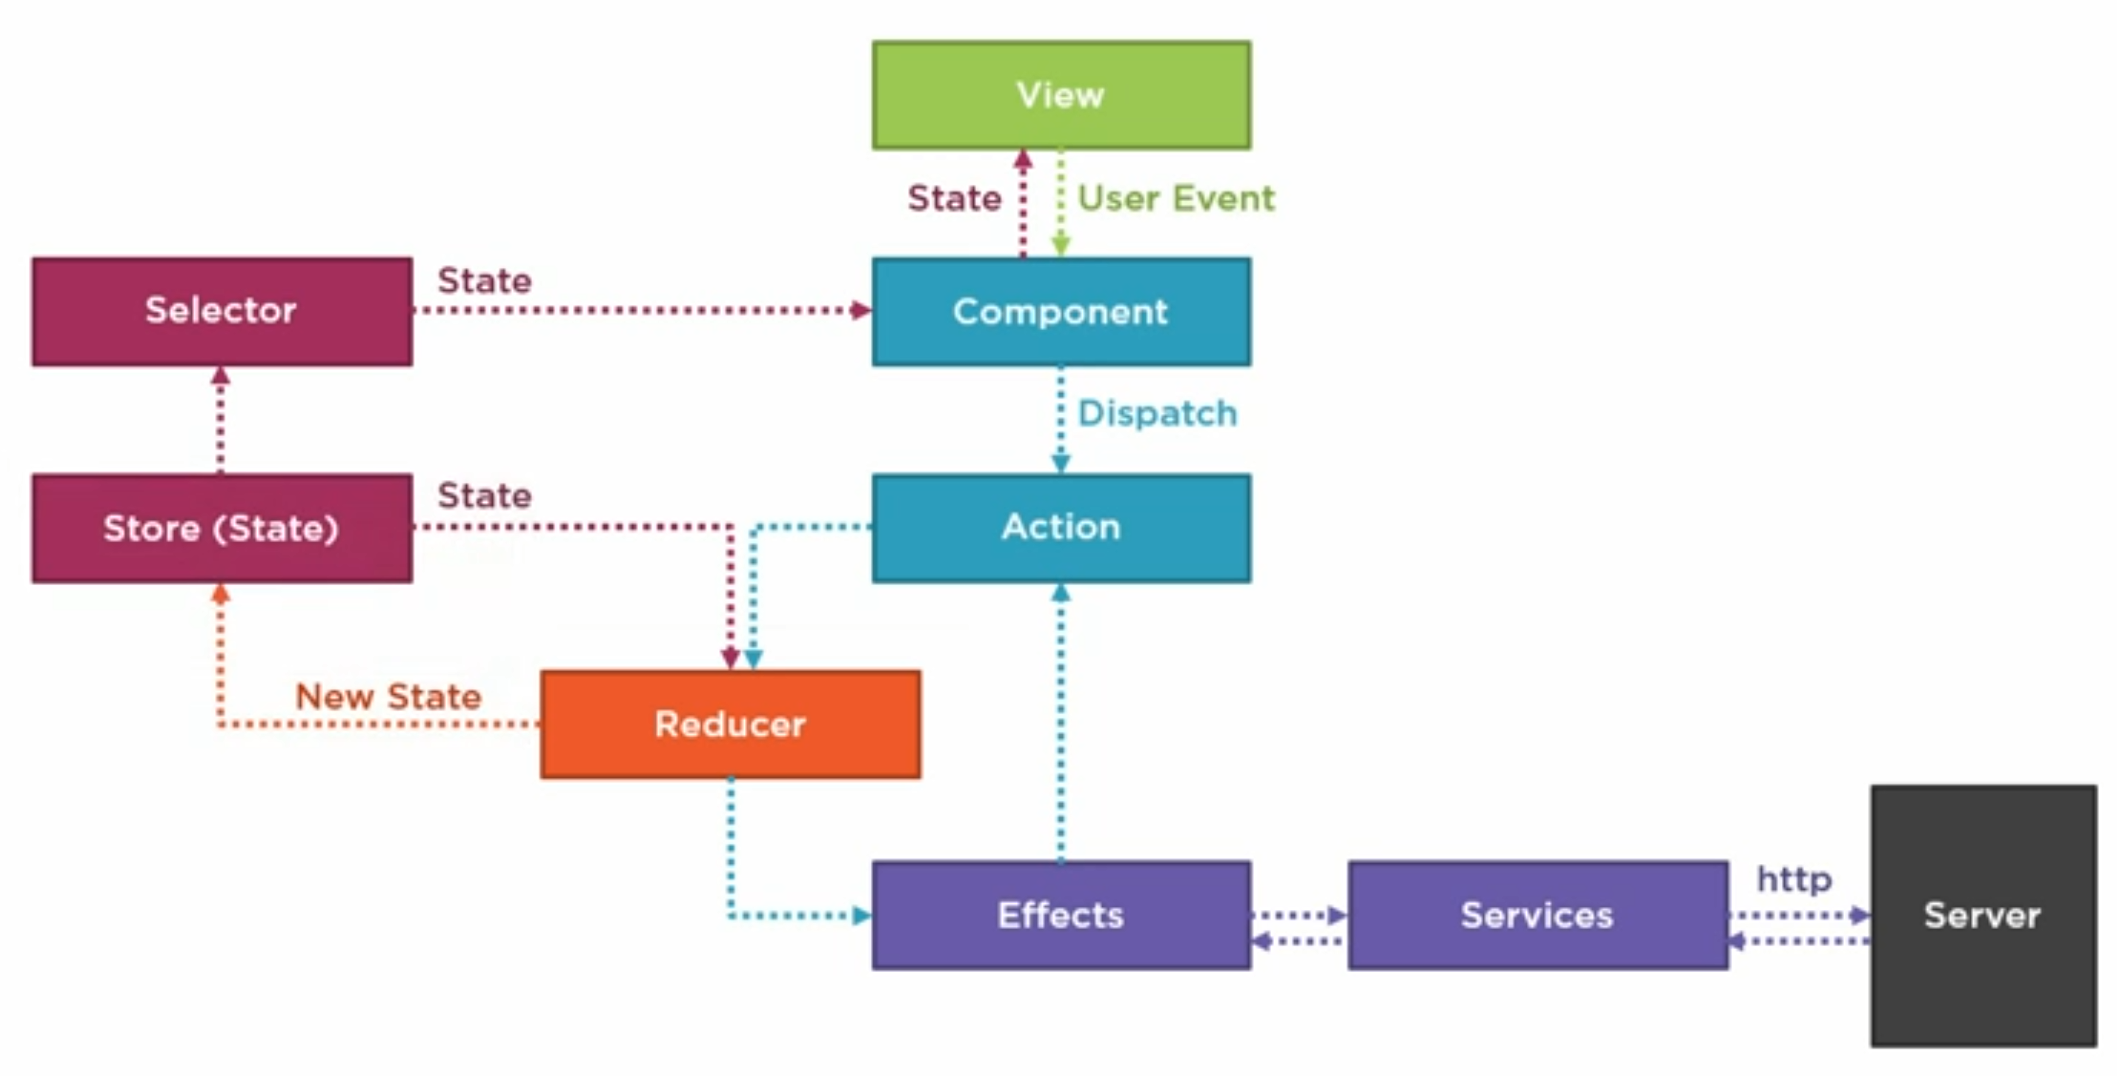 View
State
User Event
Selector
State
Component
Dispatch
Store (State)
State
Action
New State
Reducer
Effects
Services
http
Server